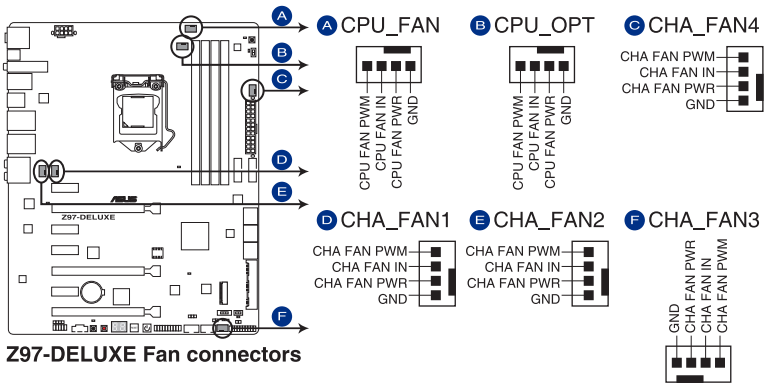 A
B
C
D
E
F
/SUS
Z97-DELUXE
Z97-DELUXE Fan connectors
A CPU_FAN
CPU FAN PWM
CPU FAN IN
CPU FAN PWR
GND
B CPU_OPT
CPU FAN PWM
CPU FAN IN
CPU FAN PWR
GND
C CHA_FAN4
CHA FAN PWM
CHA FAN IN
CHA FAN PWR
GND
D CHA_FAN1
CHA FAN PWM
CHA FAN IN
CHA FAN PWR
GND
E CHA_FAN2
CHA FAN PWM
CHA FAN IN
CHA FAN PWR
GND
F CHA_FAN3
GND
CHA FAN PWR
CHA FAN IN
CHA FAN PWM